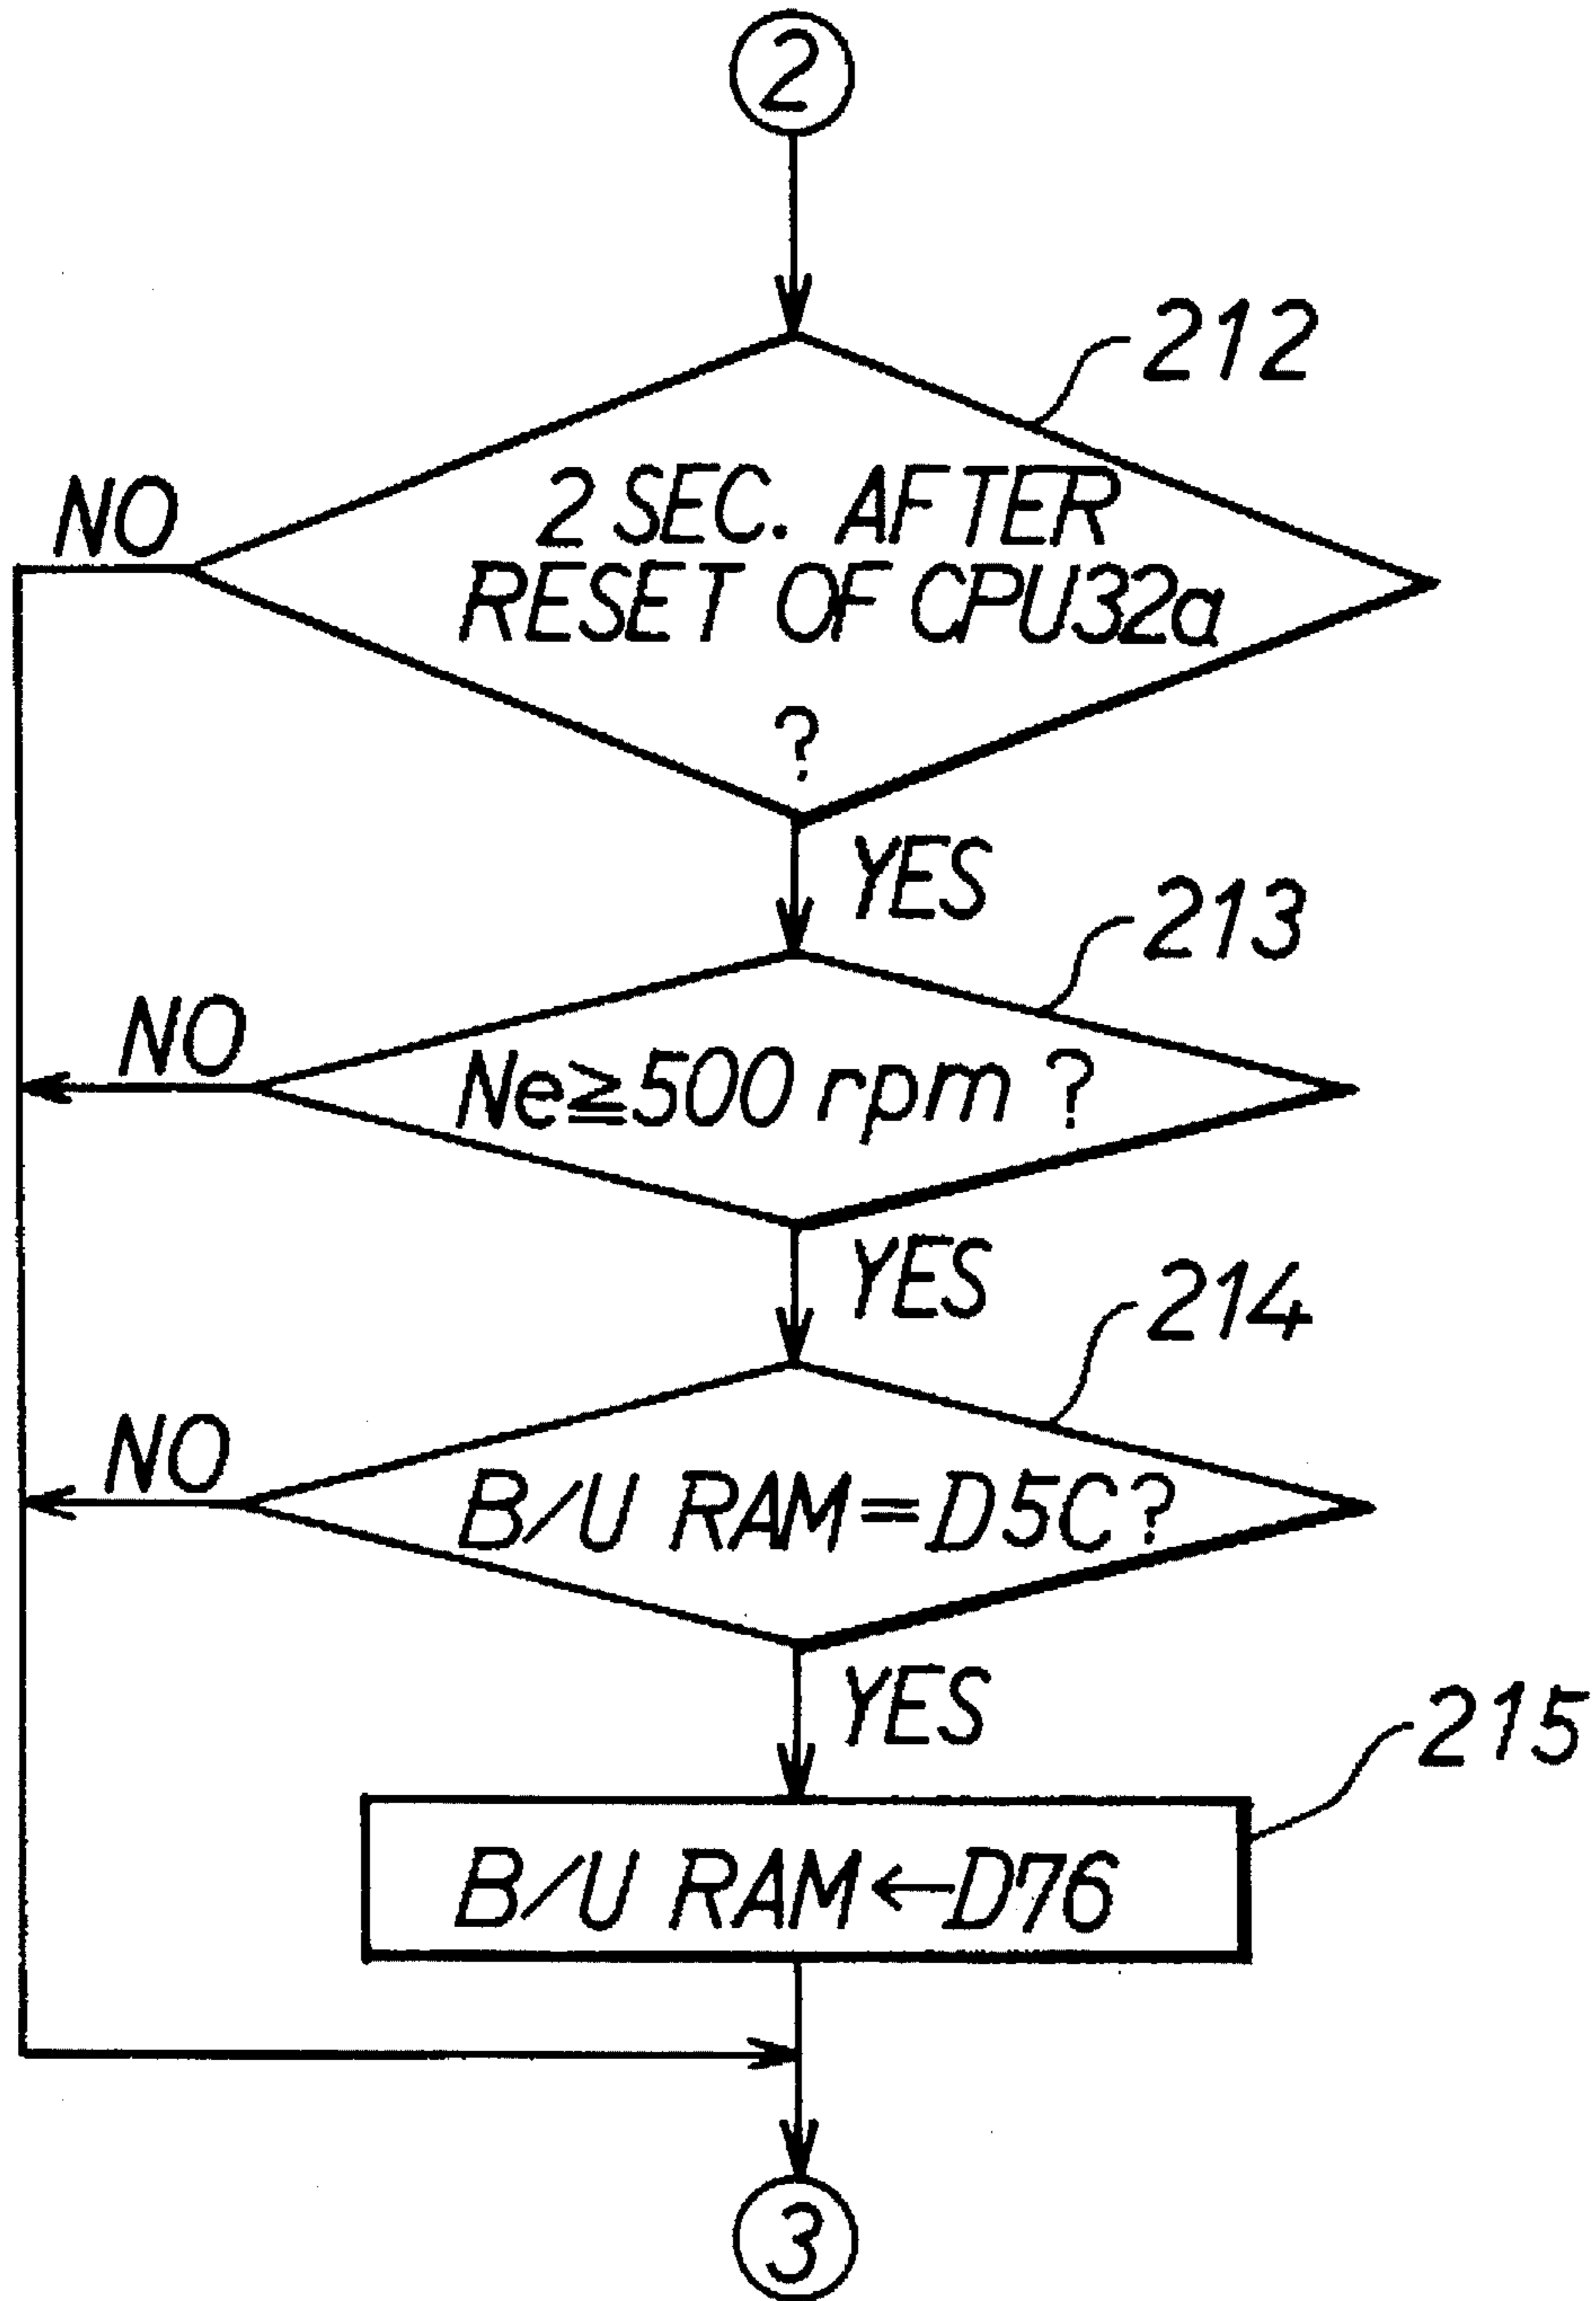 2
212
NO
2 SEC. AFTER
RESET OF CPU32a
?
YES
213
NO
Ne≧500 rpm ?
YES
214
NO
B/U RAM=D5C?
YES
215
B/U RAM←D76
3